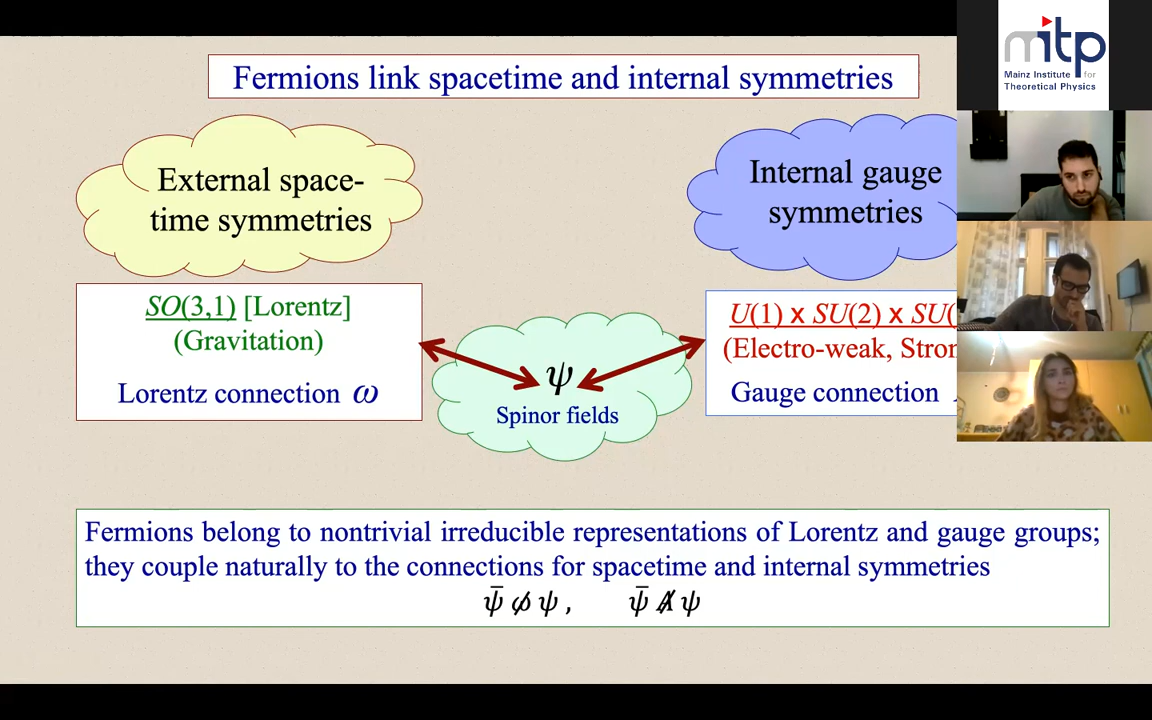 Fermions link spacetime and internal symmetries
External space-
time symmetries
Internal gauge
symmetries
SO(3,1) [Lorentz]
(Gravitation)
Lorentz connection ω
U(1) x SU(2) x SU(
(Electro-weak, Stron
Gauge connection
ψ
Spinor fields
Fermions belong to nontrivial irreducible representations of Lorentz and gauge groups;
they couple naturally to the connections for spacetime and internal symmetries
ψ̄ ω̸ ψ ,  ψ̄ A̸ ψ
mitp
Mainz Institute for
Theoretical Physics